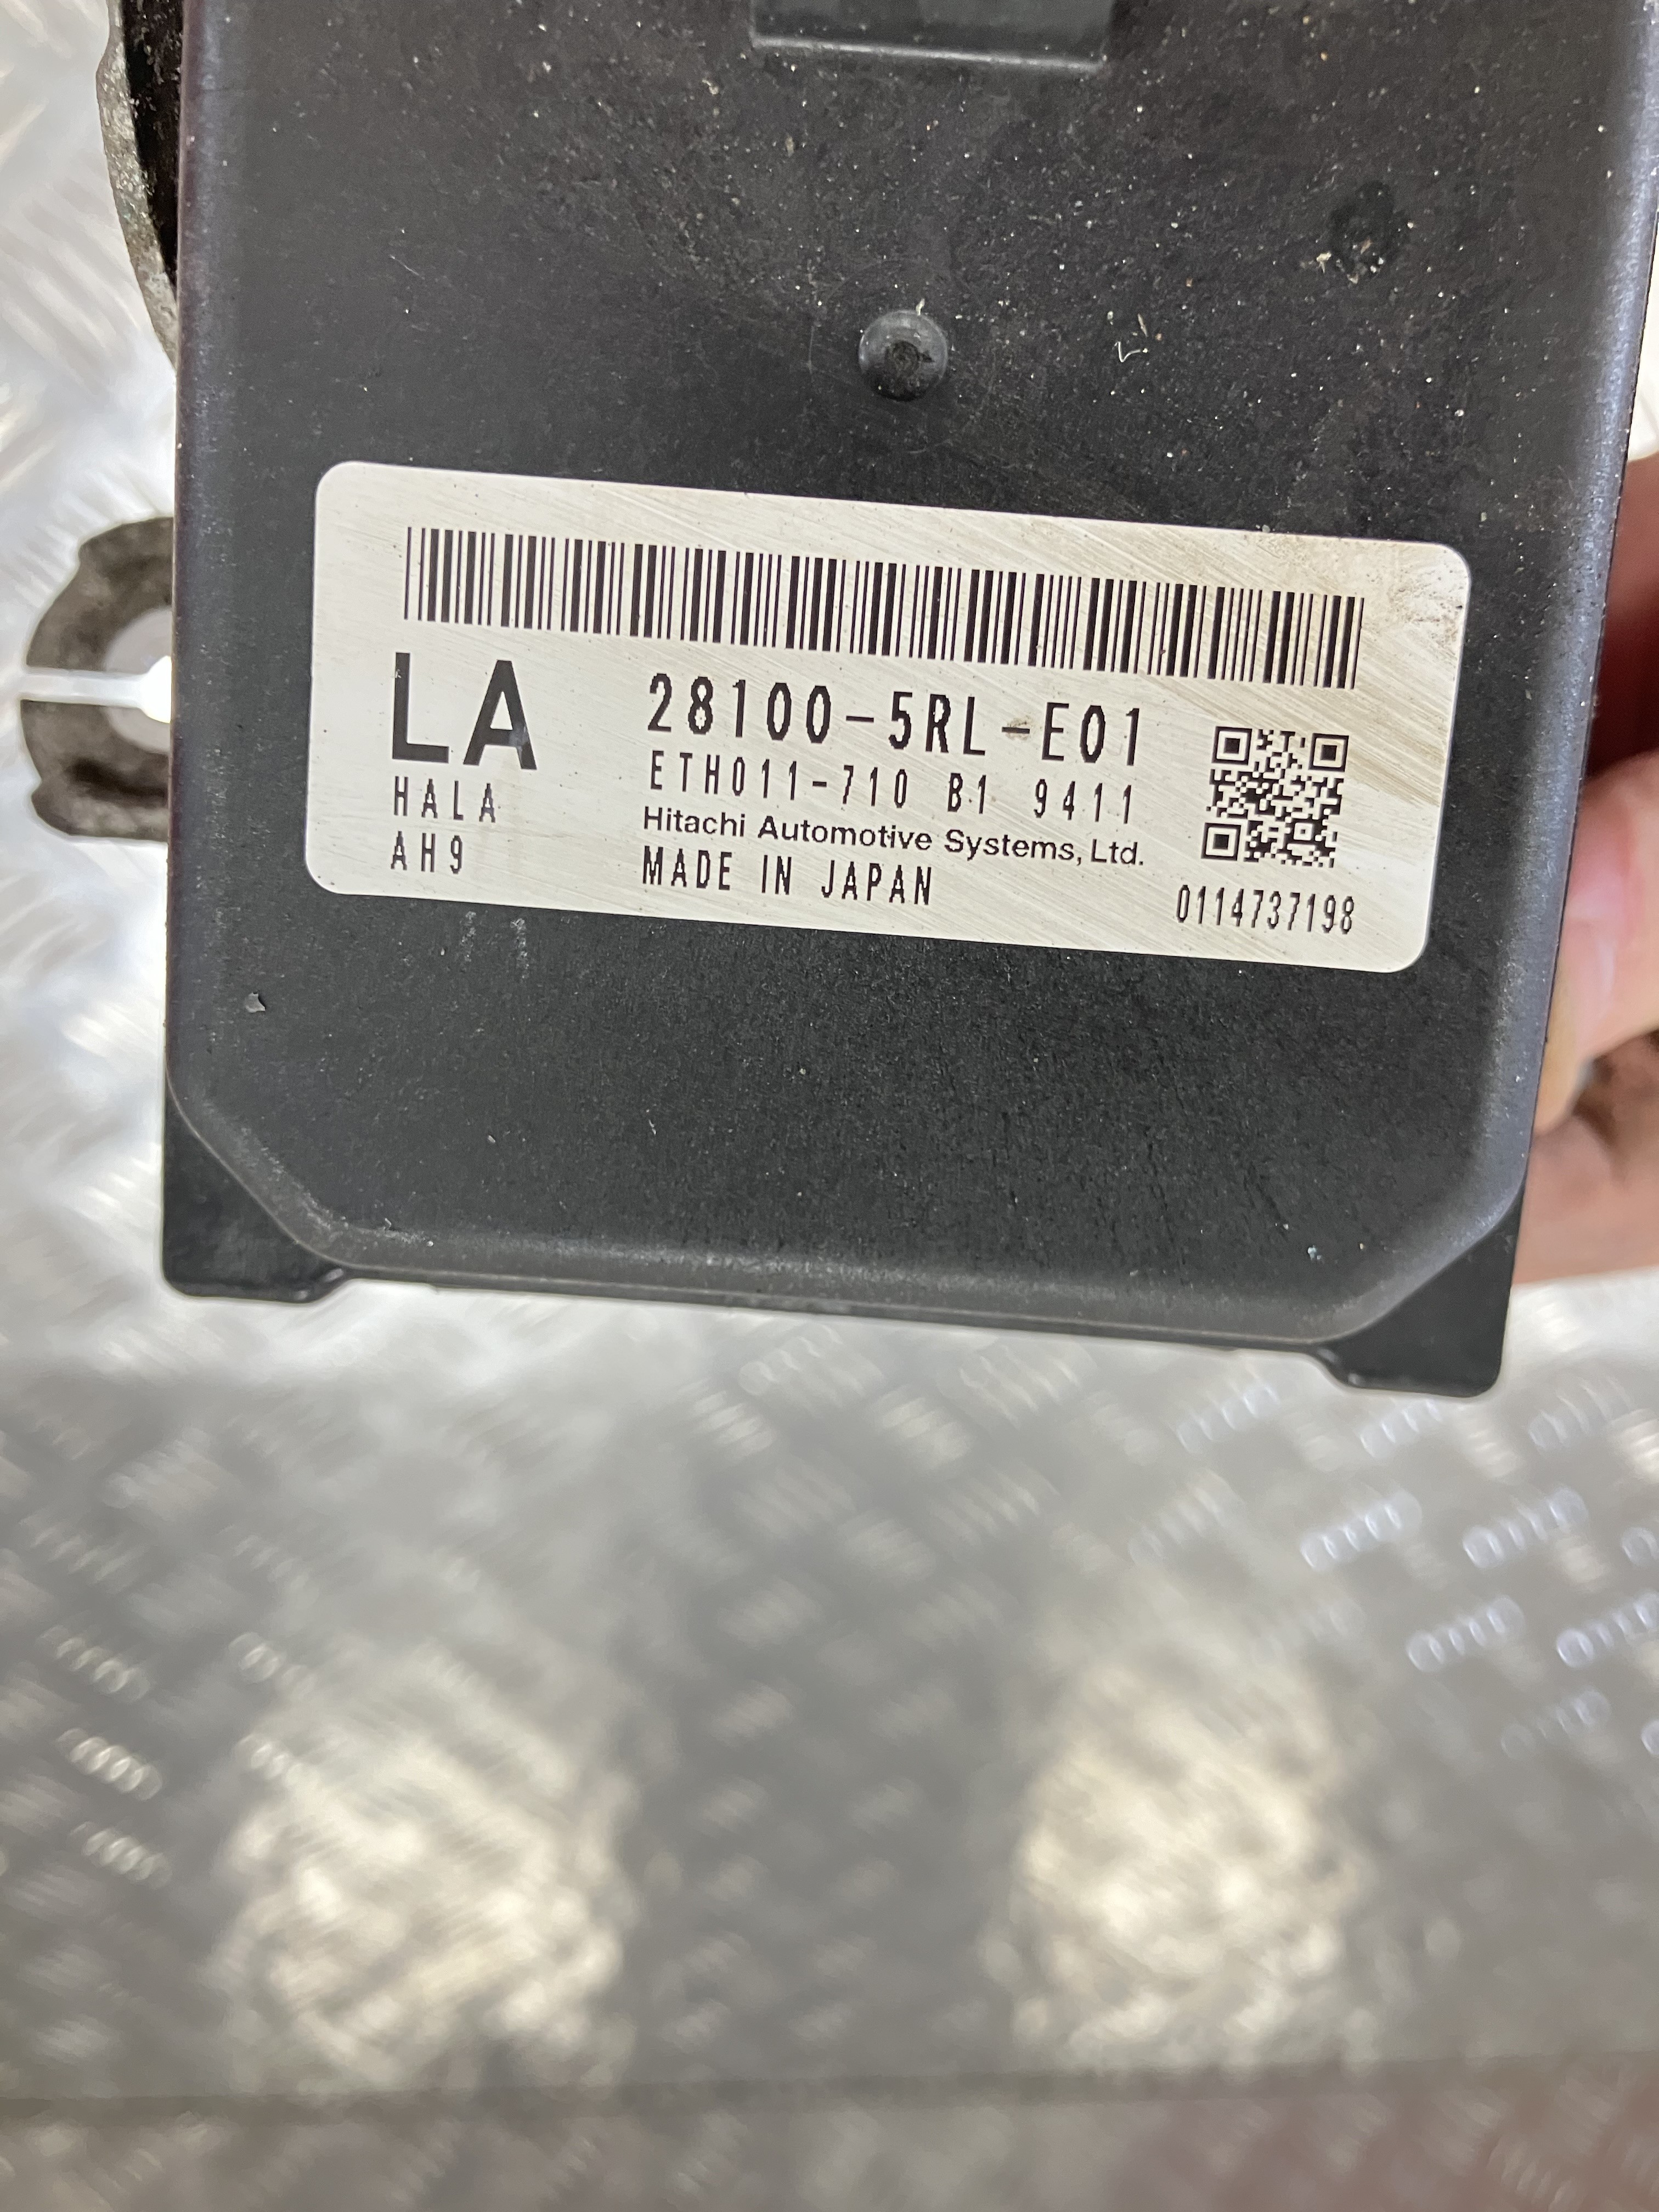 LA
HALA
AH9
28100-5RL-E01
ETH011-710 B1 9411
Hitachi Automotive Systems, Ltd.
MADE IN JAPAN
0114737198